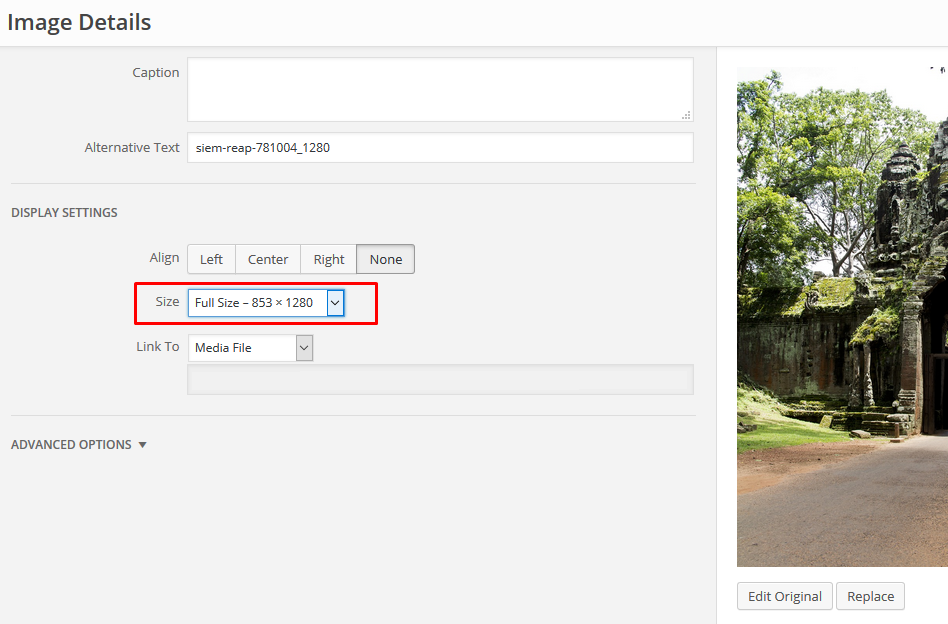 Image Details
Caption
Alternative Text siem-reap-781004_1280
DISPLAY SETTINGS
Align Left Center Right None
Size Full Size – 853 × 1280
Link To Media File
ADVANCED OPTIONS
Edit Original Replace